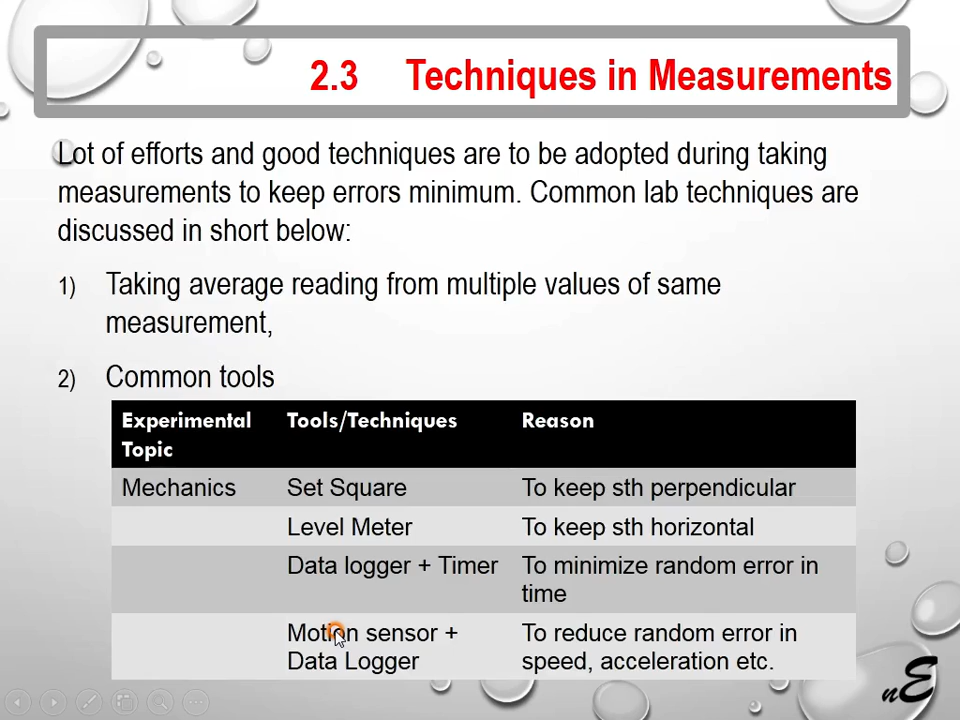 2.3 Techniques in Measurements
Lot of efforts and good techniques are to be adopted during taking
measurements to keep errors minimum. Common lab techniques are
discussed in short below:
1) Taking average reading from multiple values of same
measurement,
2) Common tools
Experimental Topic Tools/Techniques Reason
Mechanics Set Square To keep sth perpendicular
Level Meter To keep sth horizontal
Data logger + Timer To minimize random error in
time
Motion sensor + To reduce random error in
Data Logger speed, acceleration etc.
nE